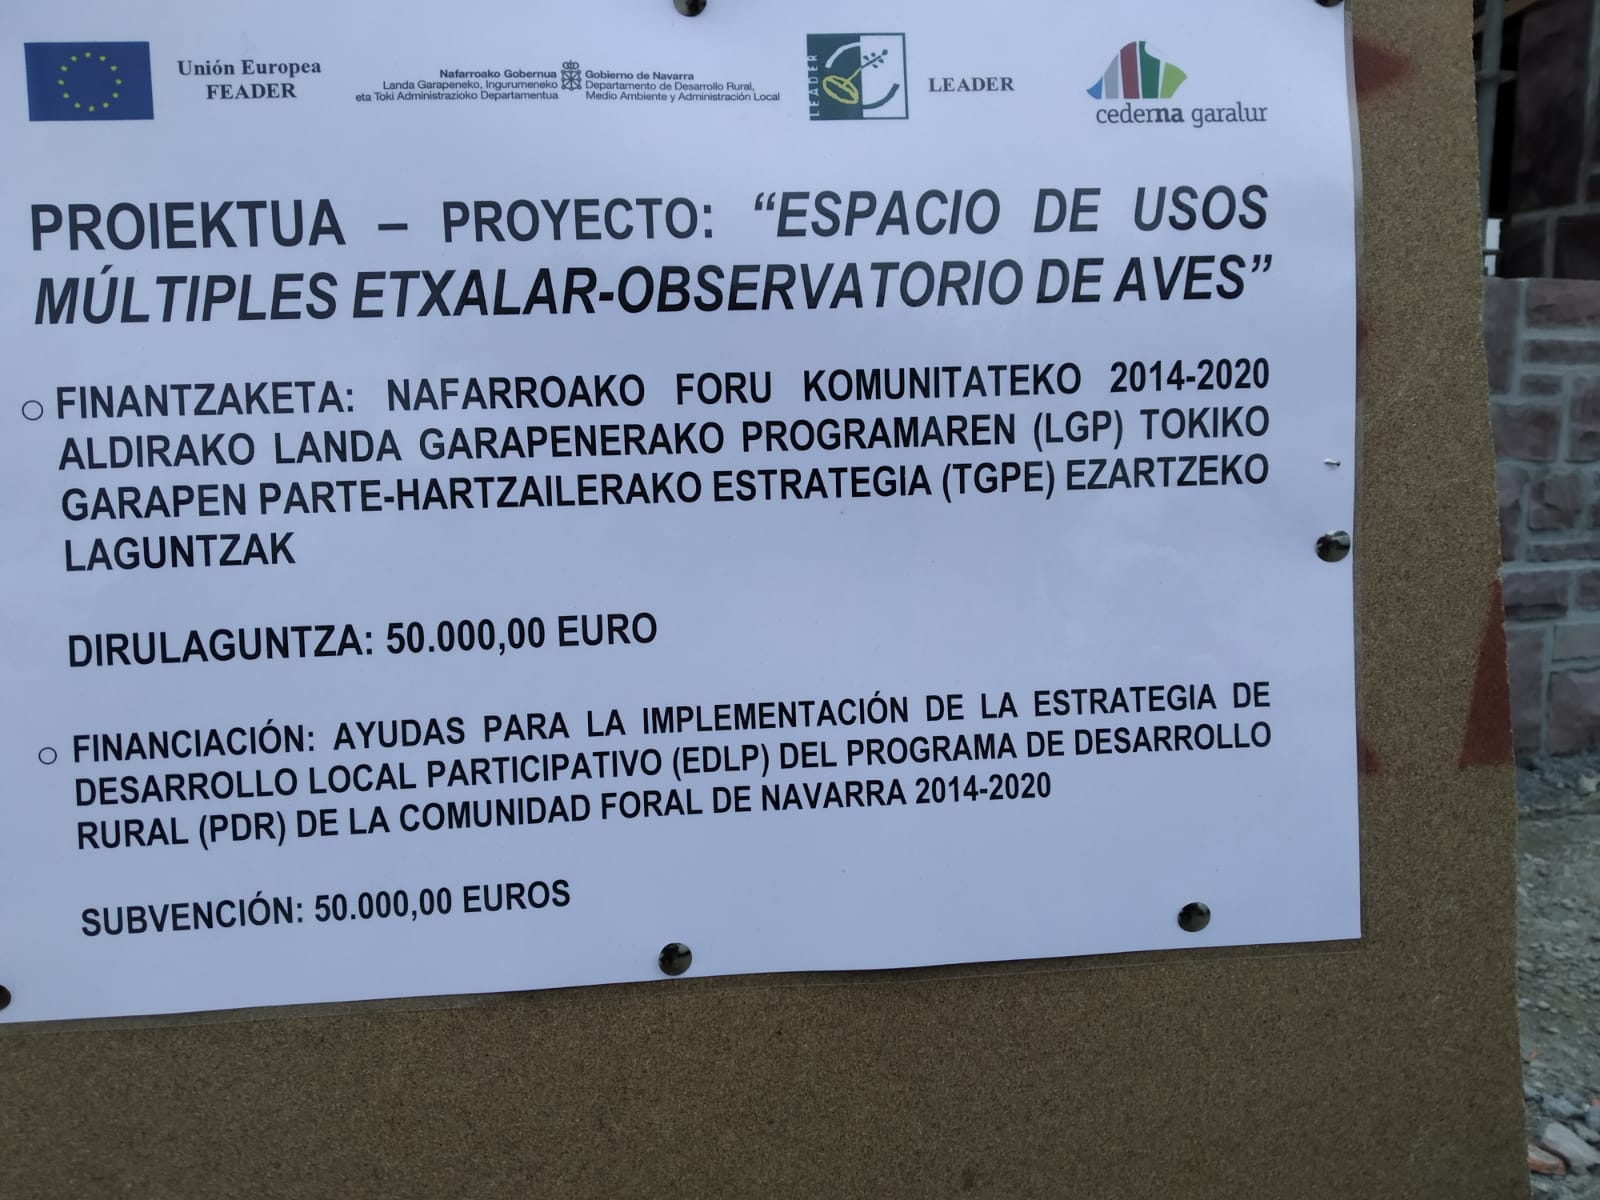 Unión Europea
FEADER
Nafarroako Gobernua
Landa Garapeneko, Ingurumeneko
eta Toki Administrazioko Departamentua
Gobierno de Navarra
Departamento de Desarrollo Rural,
Medio Ambiente y Administración Local
LEADER
LEADER
cederna garalur
PROIEKTUA – PROYECTO: “ESPACIO DE USOS
MÚLTIPLES ETXALAR-OBSERVATORIO DE AVES”
○ FINANTZAKETA: NAFARROAKO FORU KOMUNITATEKO 2014-2020
ALDIRAKO LANDA GARAPENERAKO PROGRAMAREN (LGP) TOKIKO
GARAPEN PARTE-HARTZAILERAKO ESTRATEGIA (TGPE) EZARTZEKO
LAGUNTZAK
DIRULAGUNTZA: 50.000,00 EURO
○ FINANCIACIÓN: AYUDAS PARA LA IMPLEMENTACIÓN DE LA ESTRATEGIA DE
DESARROLLO LOCAL PARTICIPATIVO (EDLP) DEL PROGRAMA DE DESARROLLO
RURAL (PDR) DE LA COMUNIDAD FORAL DE NAVARRA 2014-2020
SUBVENCIÓN: 50.000,00 EUROS